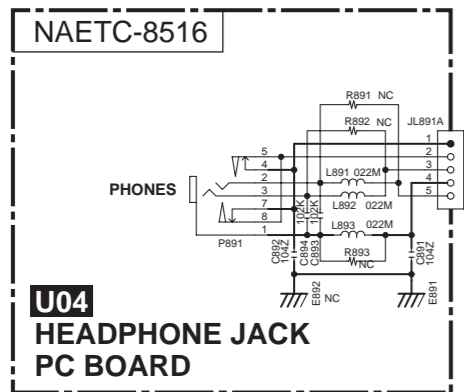 NAETC-8516
R891 NC
R892 NC
JL891A
1
2
3
4
5
5
4
2
3
7
8
1
PHONES
P891
L891 022M
L892 022M
102K
102K
L893 022M
C892
104Z
C894
C893
R893
NC
C891
104Z
E892 NC
E891
U04
HEADPHONE JACK
PC BOARD